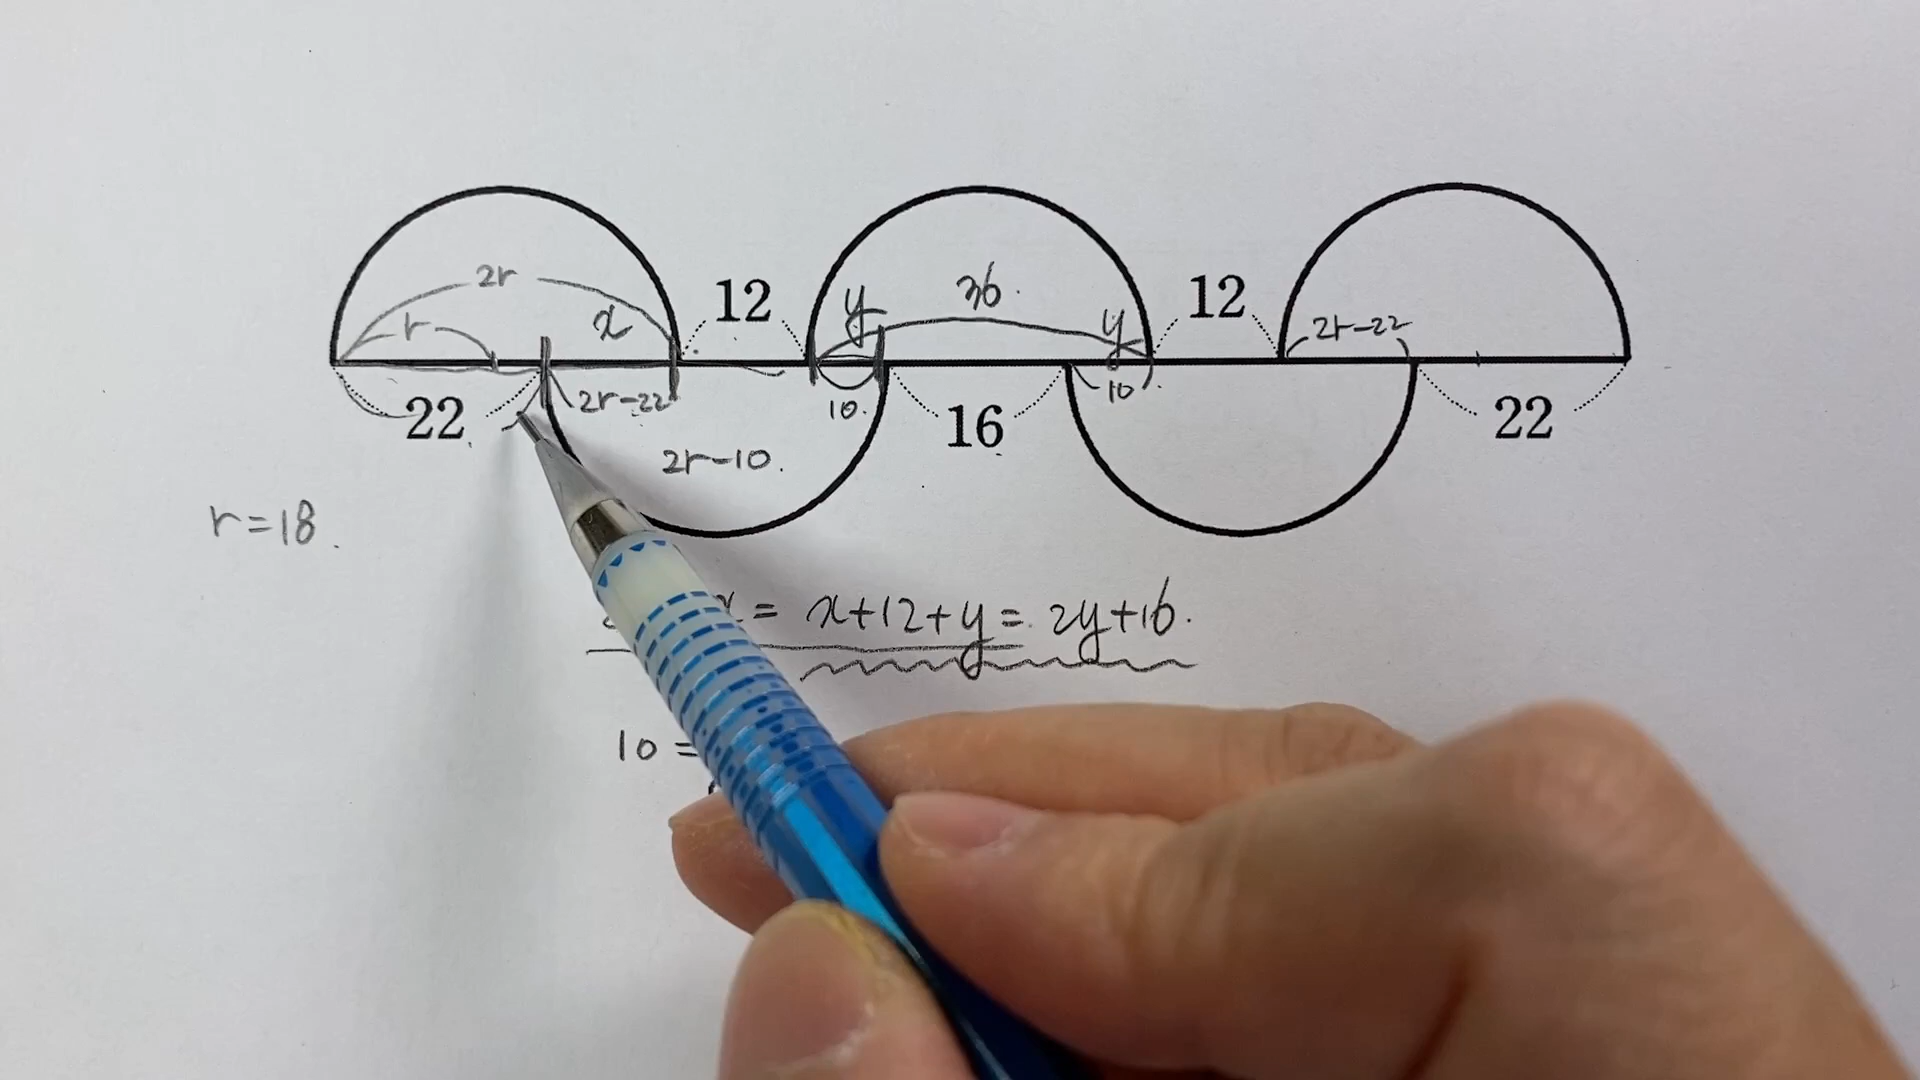 2r
36.
r
x
12
y
y
12
2r-22
22
2r-22
10.
16
10
22
2r-10.
r=18.
x = x+12+y = 2y+16.
10 =